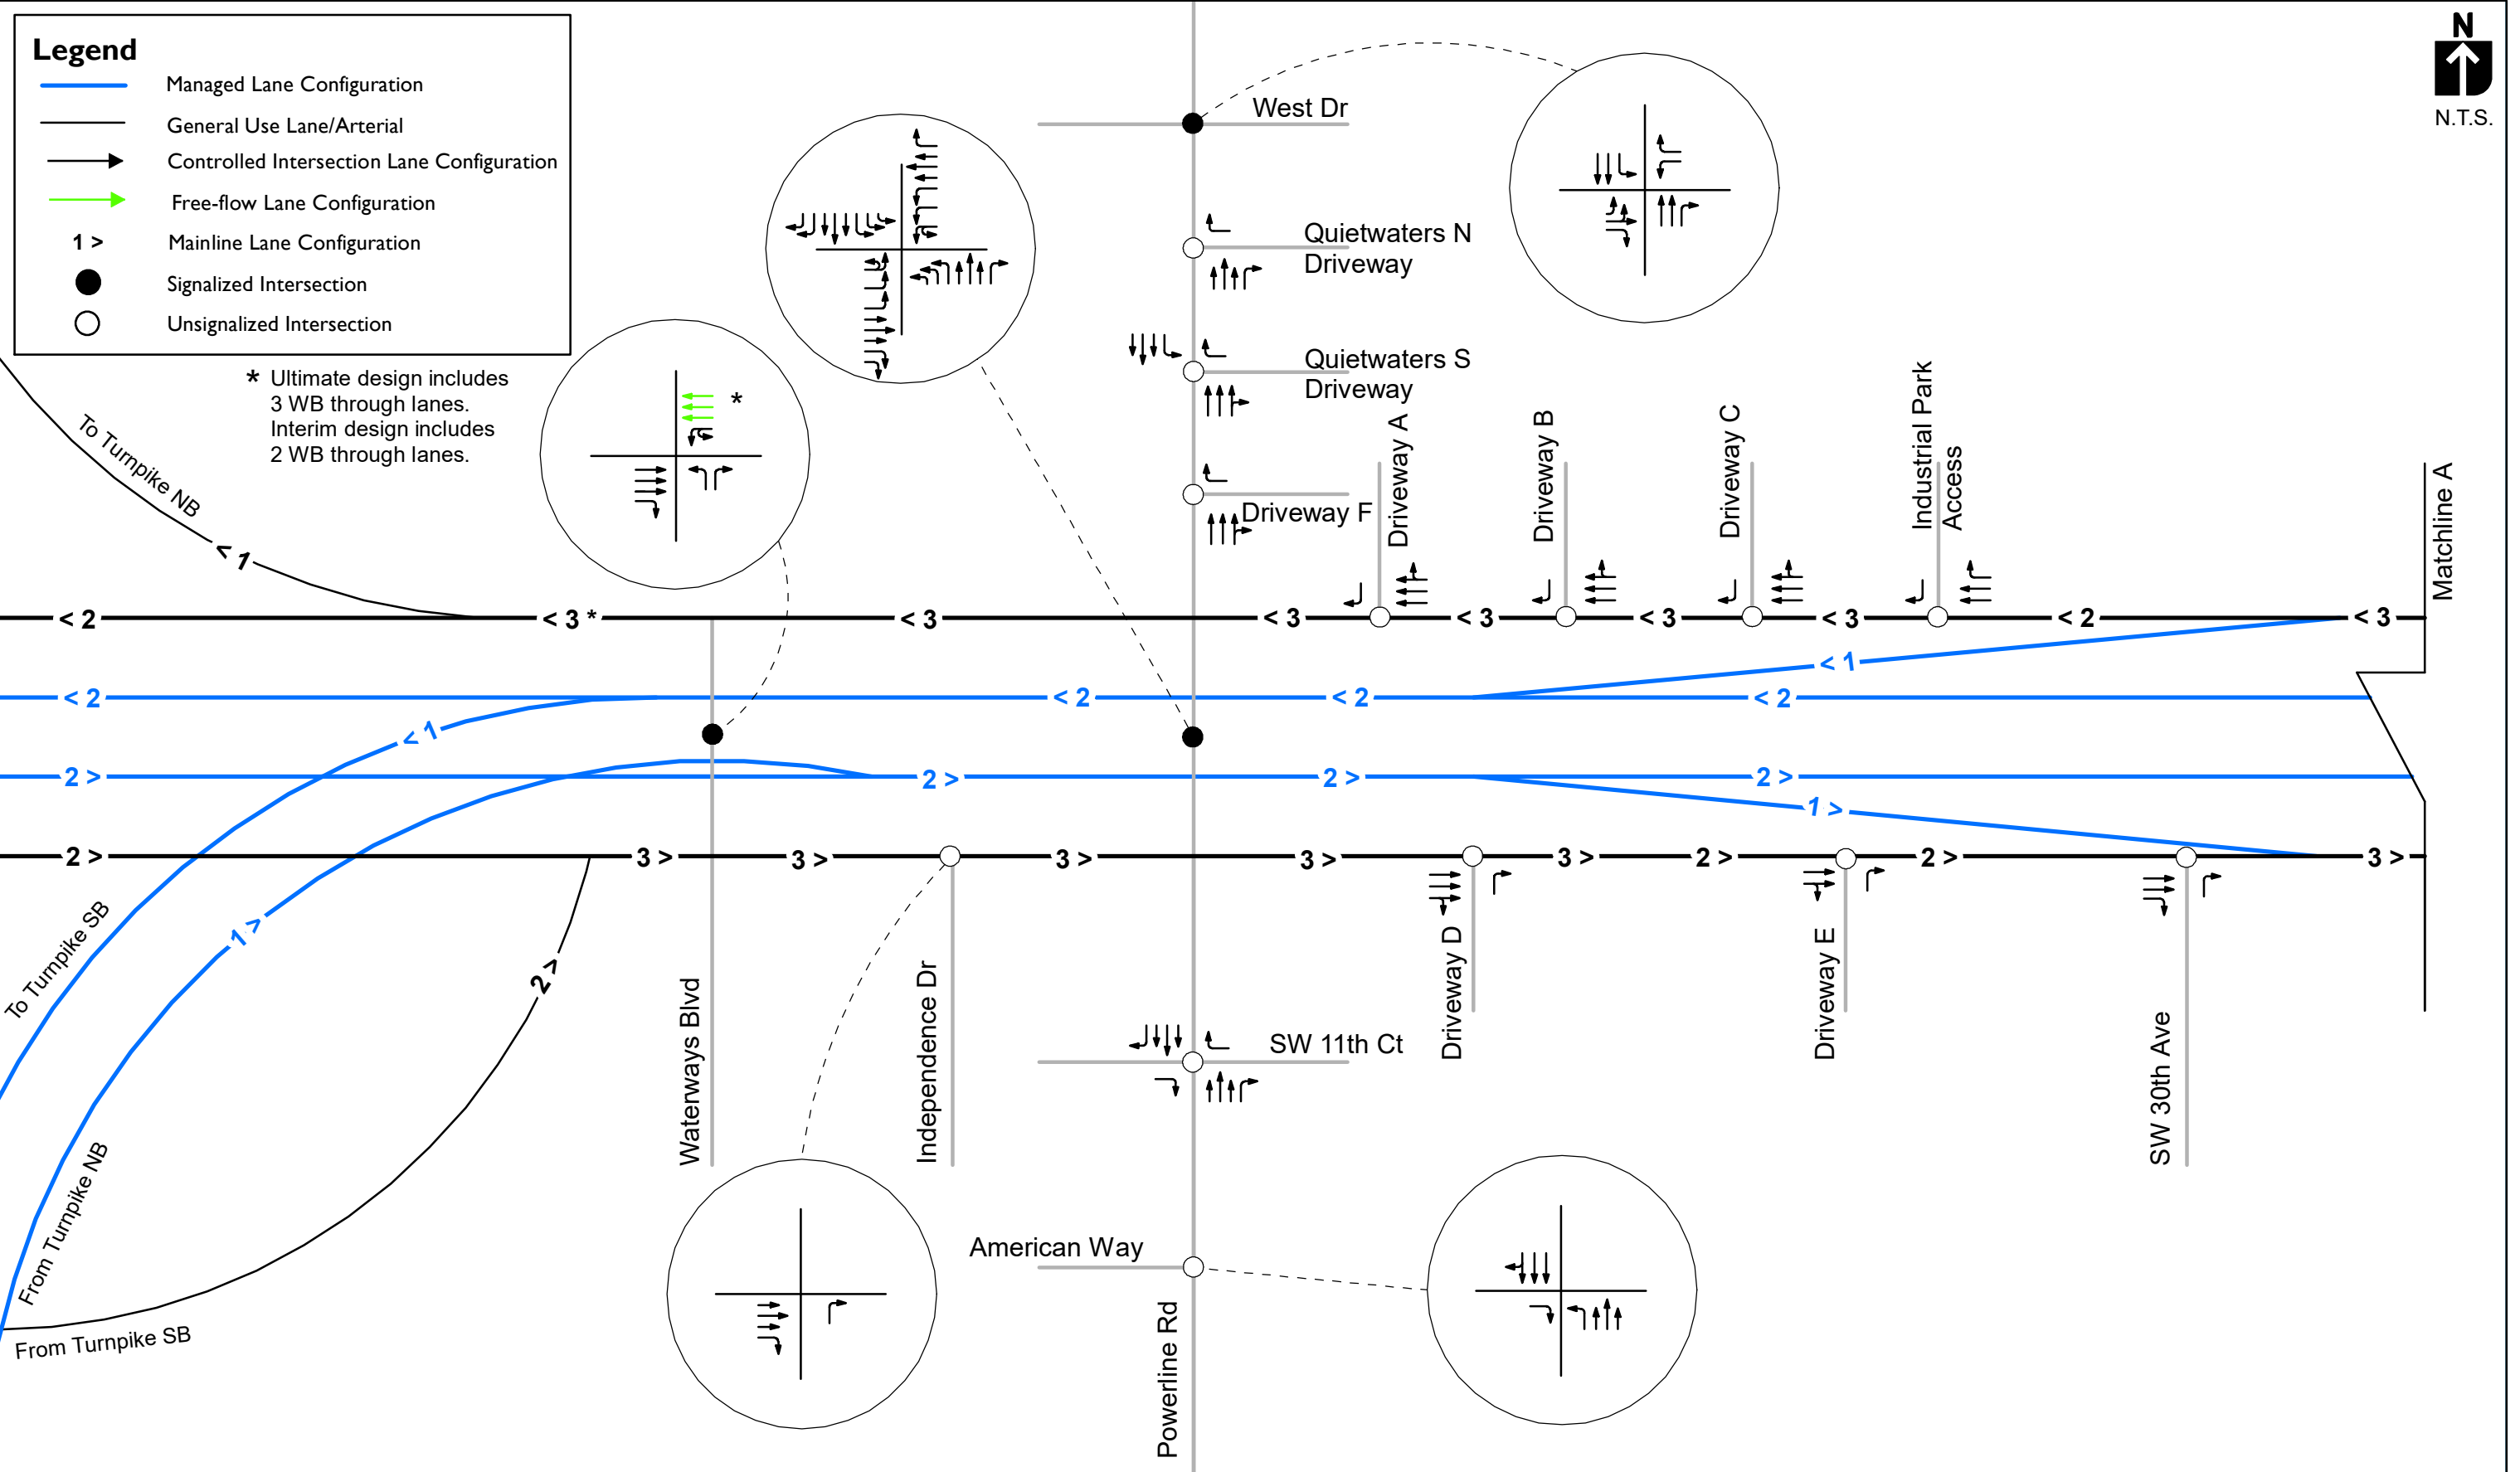 Legend
Managed Lane Configuration
General Use Lane/Arterial
Controlled Intersection Lane Configuration
Free-flow Lane Configuration
1 > Mainline Lane Configuration
Signalized Intersection
Unsignalized Intersection
* Ultimate design includes
3 WB through lanes.
Interim design includes
2 WB through lanes.
*
N
N.T.S.
West Dr
Quietwaters N
Driveway
Quietwaters S
Driveway
Driveway F
Driveway A
Driveway B
Driveway C
Industrial Park
Access
Matchline A
To Turnpike NB
< 1
< 2
< 3 *
< 3
< 3
< 3
< 3
< 3
< 2
< 3
< 1
< 2
< 2
< 2
< 2
< 1
2 >
2 >
2 >
2 >
1 >
2 >
3 >
3 >
3 >
3 >
3 >
2 >
2 >
3 >
To Turnpike SB
1 >
2 >
From Turnpike NB
From Turnpike SB
Waterways Blvd
Independence Dr
SW 11th Ct
Driveway D
Driveway E
SW 30th Ave
American Way
Powerline Rd